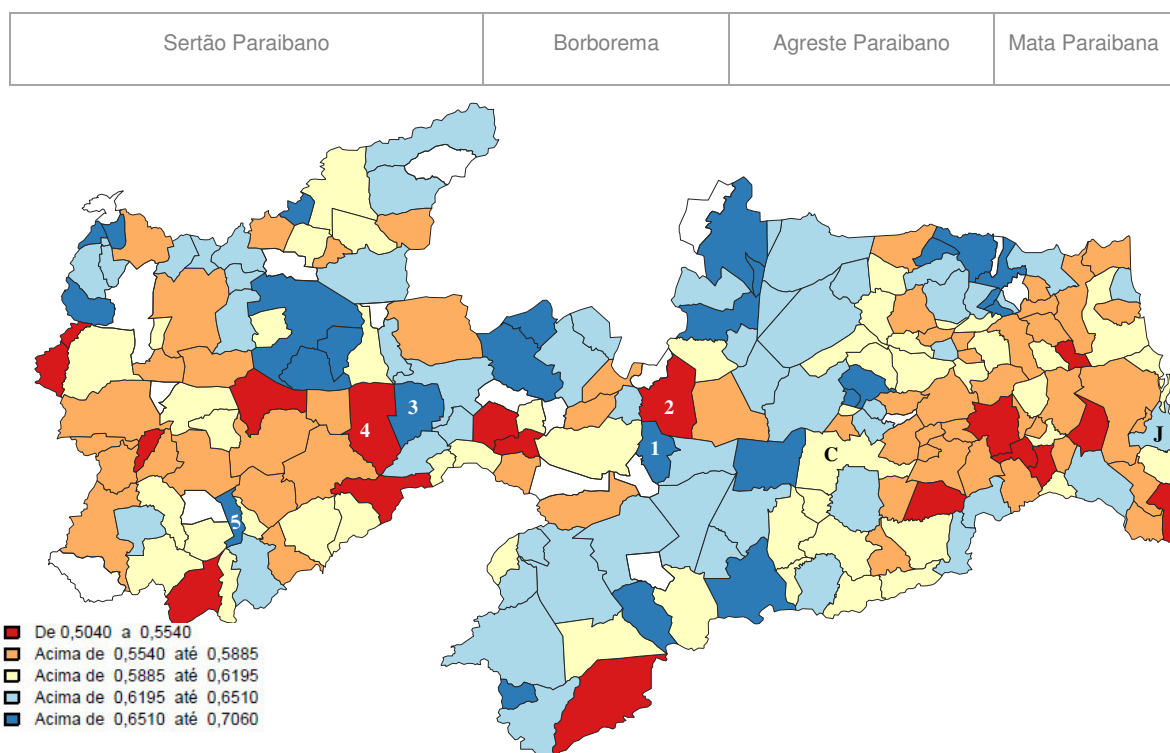 Sertão Paraibano
Borborema
Agreste Paraibano
Mata Paraibana
2
3
4
J
1
C
5
De 0,5040 a 0,5540
Acima de 0,5540 até 0,5885
Acima de 0,5885 até 0,6195
Acima de 0,6195 até 0,6510
Acima de 0,6510 até 0,7060